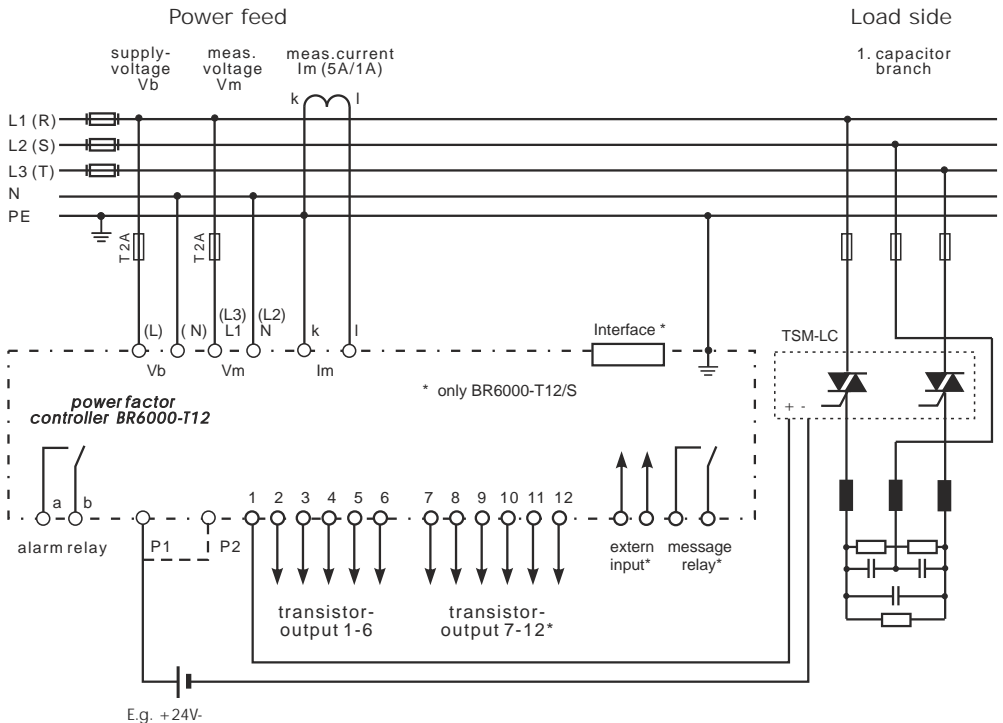 Power feed
Load side
supply-
voltage
Vb
meas.
voltage
Vm
meas.current
Im (5A/1A)
1. capacitor
branch
k
l
L1 (R)
L2 (S)
L3 (T)
N
PE
T2A
T2A
(L)
(N)
(L3)
L1
(L2)
N
k
l
Interface *
TSM-LC
Vb
Vm
Im
* only BR6000-T12/S
power factor
controller BR6000-T12
+ -
a
b
1 2 3 4 5 6
7 8 9 10 11 12
alarm relay
P1
P2
extern
input*
message
relay*
transistor-
output 1-6
transistor-
output 7-12*
E.g. +24V-